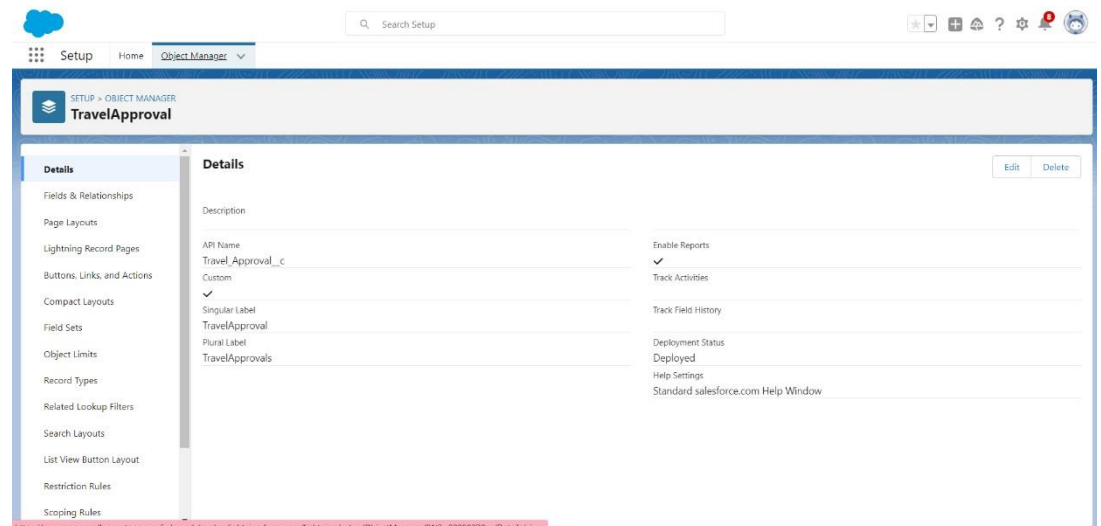 Search Setup
8
Setup
Home
Object Manager
SETUP > OBJECT MANAGER
TravelApproval
Details
Fields & Relationships
Page Layouts
Lightning Record Pages
Buttons, Links, and Actions
Compact Layouts
Field Sets
Object Limits
Record Types
Related Lookup Filters
Search Layouts
List View Button Layout
Restriction Rules
Scoping Rules
Details
Edit
Delete
Description
API Name
Travel_Approval__c
Custom
Singular Label
TravelApproval
Plural Label
TravelApprovals
Enable Reports
Track Activities
Track Field History
Deployment Status
Deployed
Help Settings
Standard salesforce.com Help Window